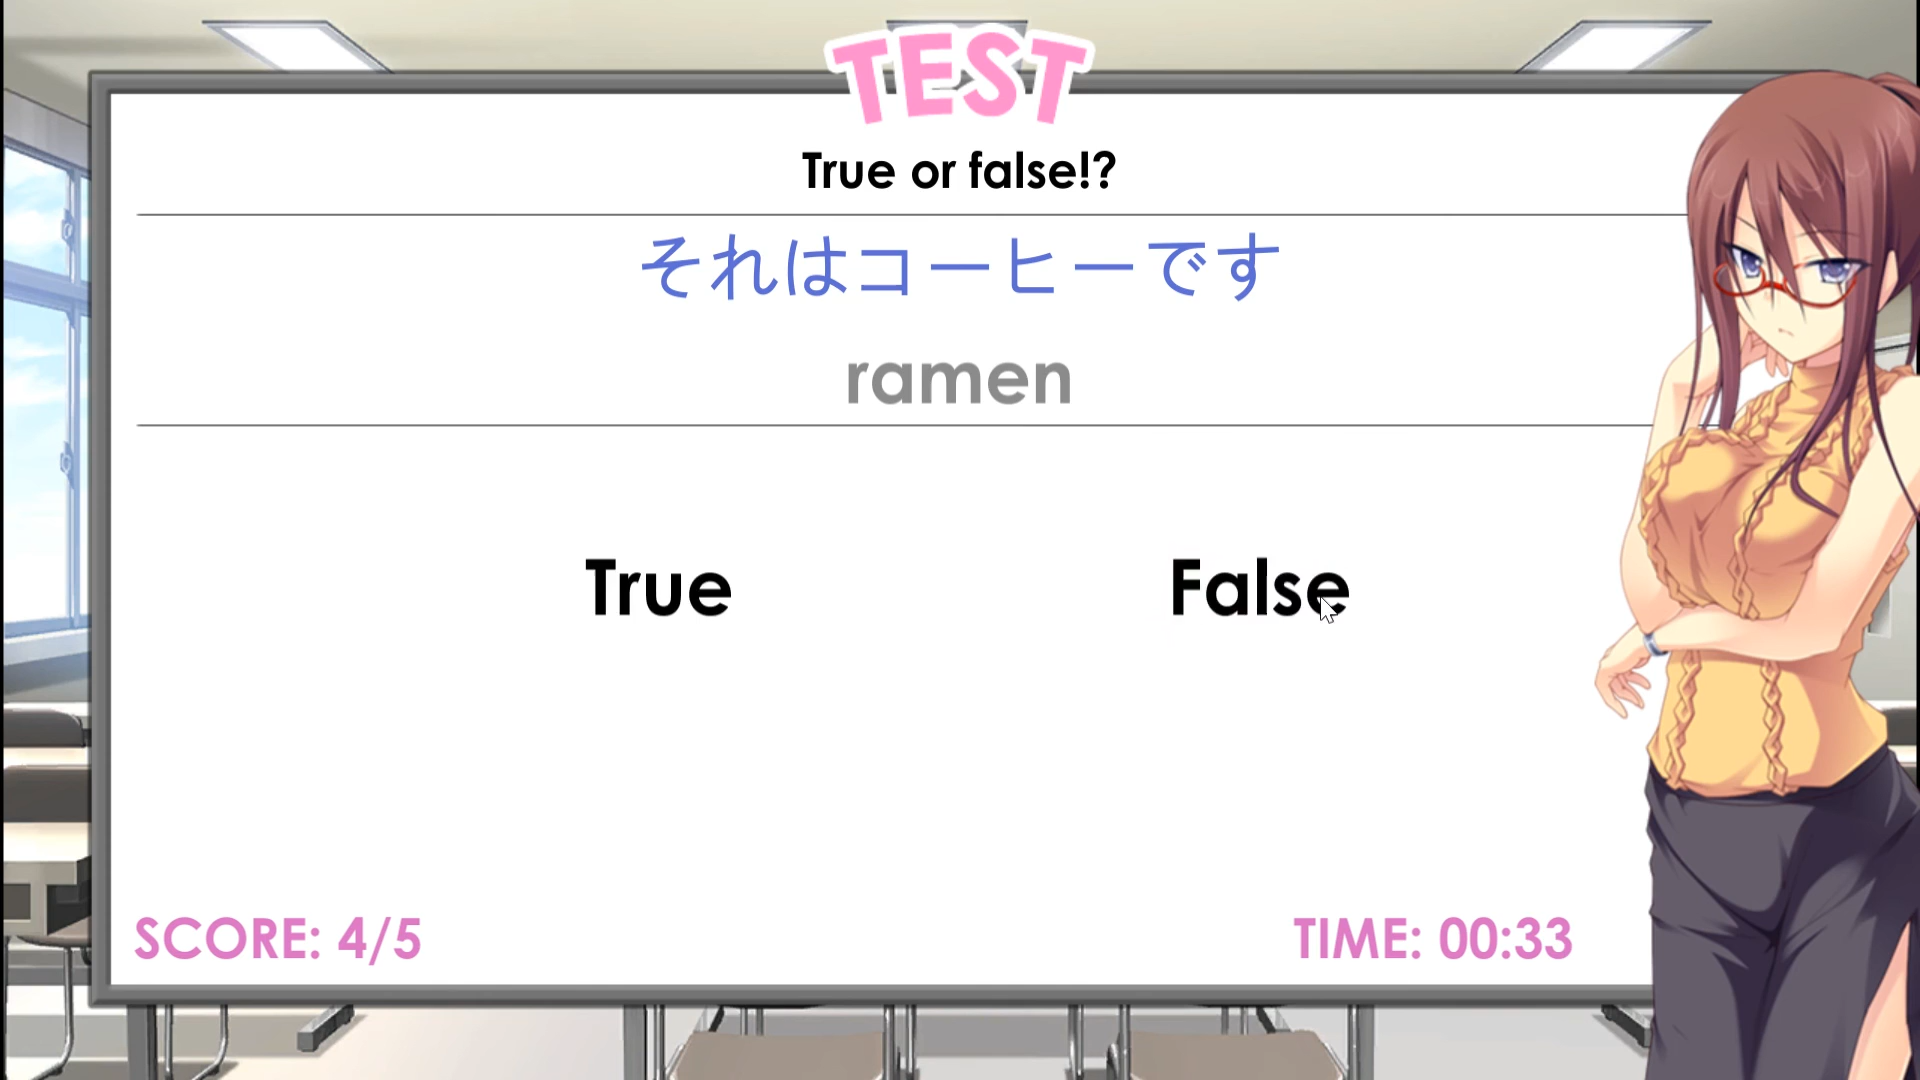 TEST
True or false!?
それはコーヒーです
ramen
True
False
SCORE: 4/5
TIME: 00:33